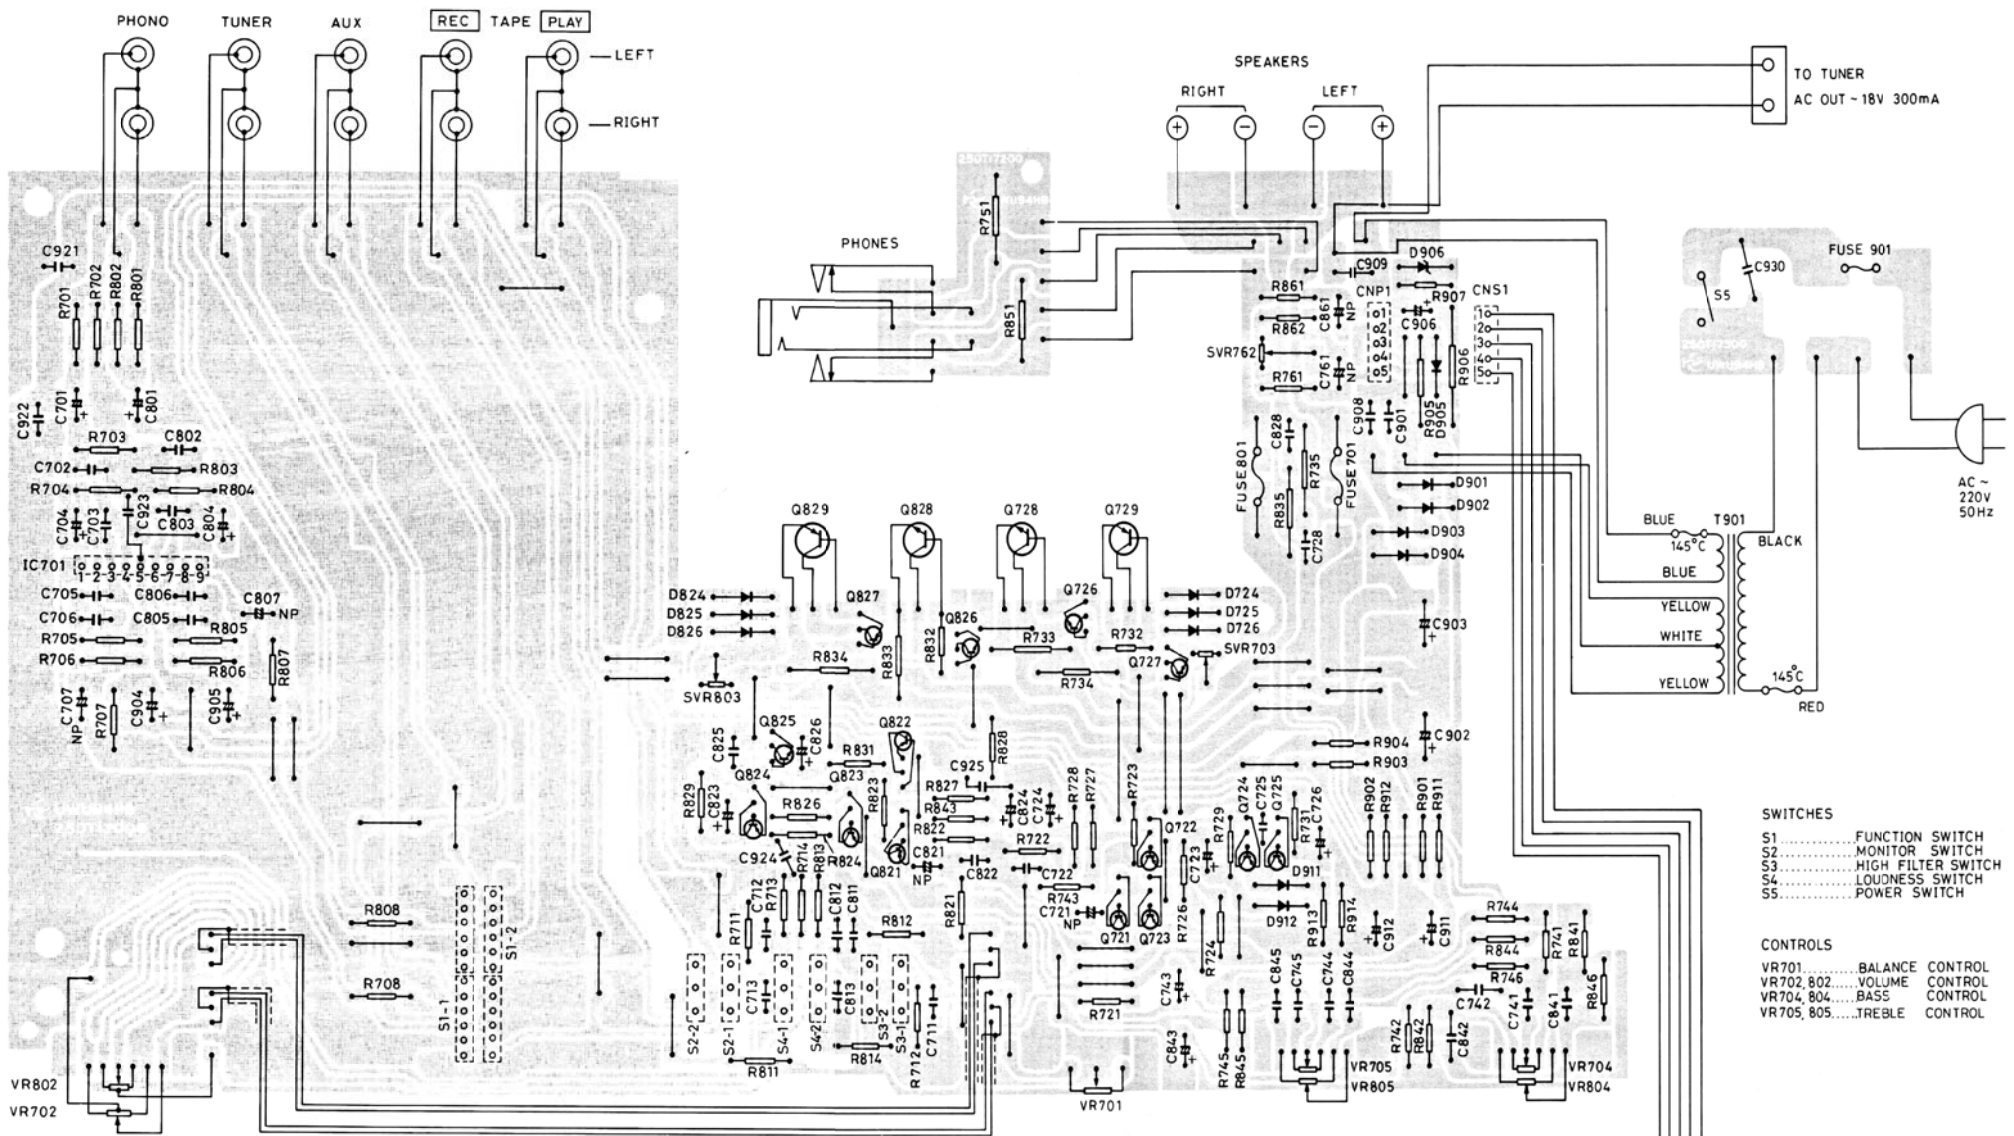 PHONO TUNER AUX REC TAPE PLAY
LEFT
RIGHT
SPEAKERS
RIGHT LEFT
+ − − +
TO TUNER
AC OUT ~ 18V 300mA
PHONES
R751
R851
C921
R701
R702
R802
R801
C922
C701 +
+ C801
R703
C802
C702
R803
R704
R804
C704 +
C703
C923
C803
C804 +
IC701
1 2 3 4 5 6 7 8 9
C705
C806
C807
NP
C706
C805
R705
R805
R706
R806
R807
C707
NP
R707
C904 +
C905 +
C909
D906
R861
R862
C861
NP
CNP1
1
2
3
4
5
R907
C906 +
CNS1
1
2
3
4
5
SVR762
R761
C761
NP
R905
D905
R906
C908
C901
FUSE801
C828
R735
R835
C728
FUSE701
D901
D902
D903
D904
S5
C930
FUSE 901
AC ~
220V
50Hz
BLUE
145°C
T901
BLACK
BLUE
YELLOW
WHITE
YELLOW
145°C
RED
Q829
Q828
Q728
Q729
D824
D825
D826
Q827
Q826
Q726
D724
D725
D726
R833
R832
R733
R732
R834
R734
Q727
SVR703
SVR803
C903 +
C902 +
Q825
C825
C826 +
Q822
R828
R831
C925
R904
R903
Q824
Q823
R829
C823 +
R826
R823
R827
R843
R822
C824 +
C724 +
R728
R727
R723
R722
Q722
C723 +
R729
Q724
C725
Q725
R731
C726 +
R902
R912
R901
R911
C924
R714
R813
R824
Q821
C821
NP
C822
C722
R743
C721
NP
Q721
Q723
R726
R724
D911
D912
R913
R914
C912 +
C911 +
R711
C712
R713
C812
C811
R812
R821
R744
R844
R746
R741
R841
R846
C742
C741
C841
R742
R842
C842
R808
R708
S1-1
S1-2
S2-2
S2-1
S4-1
S4-2
S3-2
S3-1
C713
C813
R811
R814
R712
C711
R721
C743 +
C843 +
R745
R845
C845
C745
C744
C844
VR701
VR705
VR805
VR704
VR804
VR802
VR702
SWITCHES
S1..........FUNCTION SWITCH
S2..........MONITOR SWITCH
S3..........HIGH FILTER SWITCH
S4..........LOUDNESS SWITCH
S5..........POWER SWITCH
CONTROLS
VR701..........BALANCE CONTROL
VR702, 802.....VOLUME CONTROL
VR704, 804.....BASS CONTROL
VR705, 805.....TREBLE CONTROL